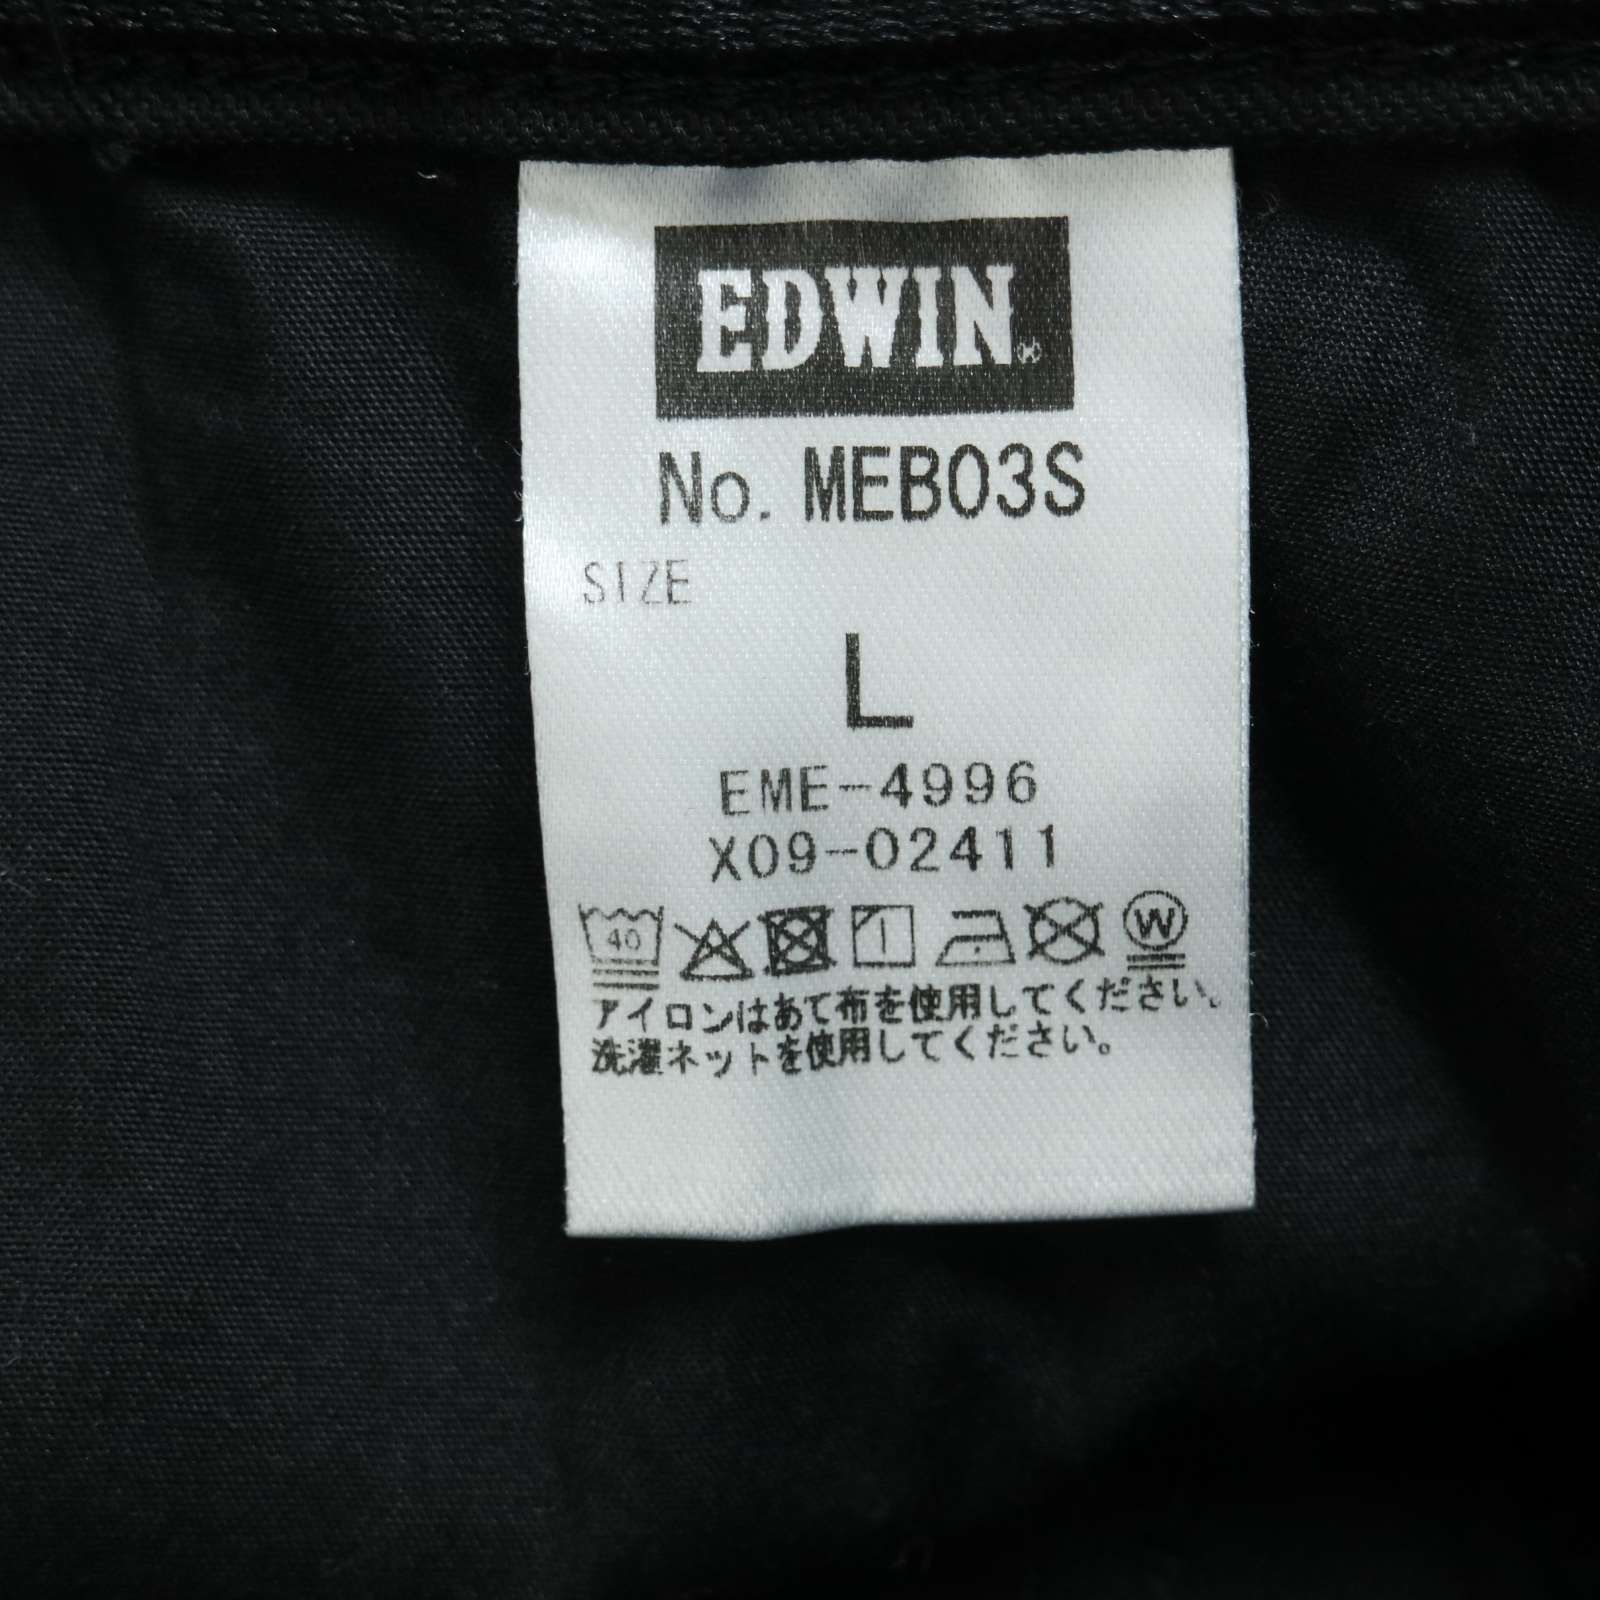 EDWIN®
No. MEB03S
SIZE
L
EME-4996
X09-02411
40 W
アイロンはあて布を使用してください。
洗濯ネットを使用してください。